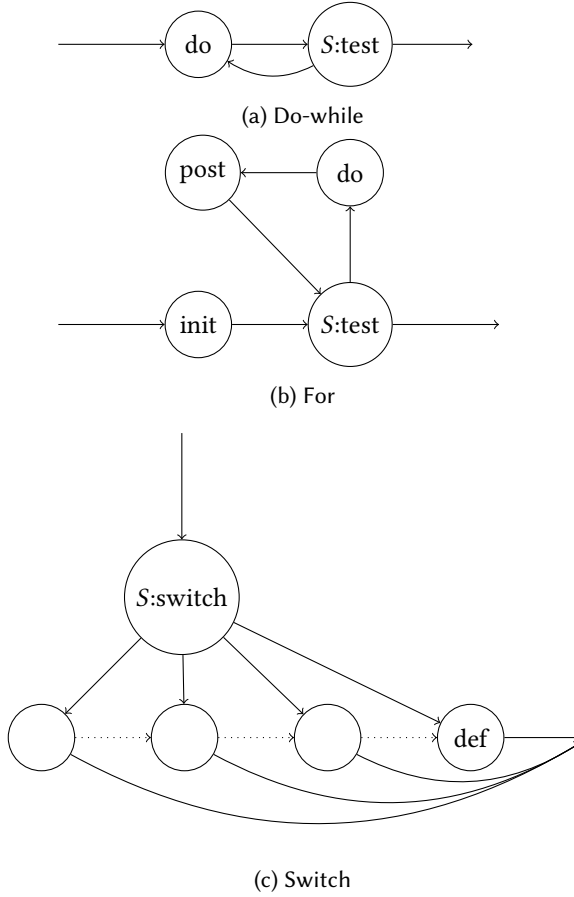 do S:test
(a) Do-while
post do
init S:test
(b) For
S:switch
def
(c) Switch